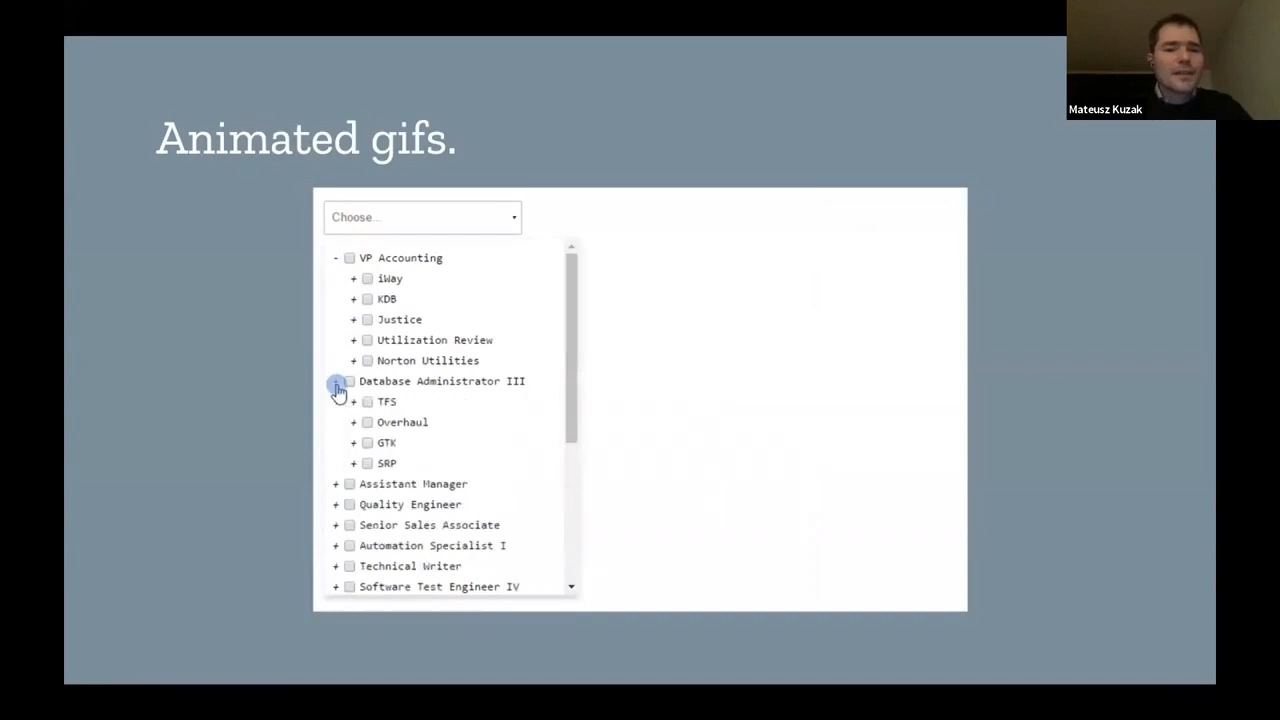 Mateusz Kuzak
Animated gifs.
Choose...
- VP Accounting
+ iWay
+ KDB
+ Justice
+ Utilization Review
+ Norton Utilities
Database Administrator III
+ TFS
+ Overhaul
+ GTK
+ SRP
+ Assistant Manager
+ Quality Engineer
+ Senior Sales Associate
+ Automation Specialist I
+ Technical Writer
+ Software Test Engineer IV